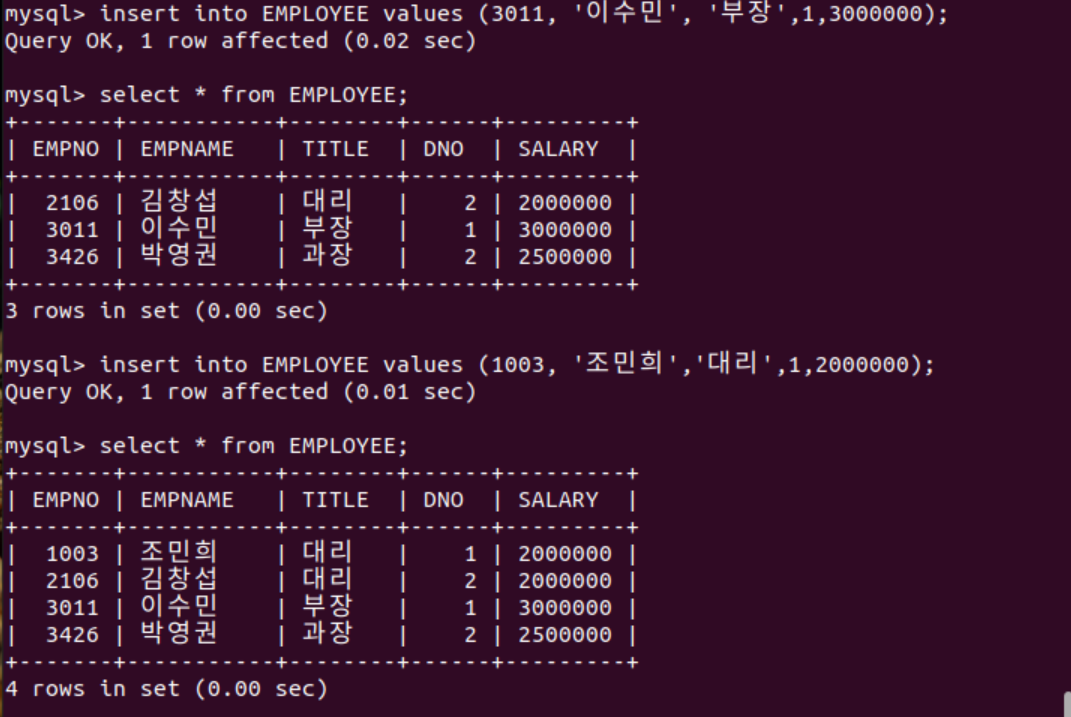 mysql> insert into EMPLOYEE values (3011, '이수민', '부장',1,3000000);
Query OK, 1 row affected (0.02 sec)
mysql> select * from EMPLOYEE;
+-------+-----------+--------+------+---------+
| EMPNO | EMPNAME   | TITLE  | DNO  | SALARY  |
+-------+-----------+--------+------+---------+
|  2106 | 김창섭    | 대리   |    2 | 2000000 |
|  3011 | 이수민    | 부장   |    1 | 3000000 |
|  3426 | 박영권    | 과장   |    2 | 2500000 |
+-------+-----------+--------+------+---------+
3 rows in set (0.00 sec)
mysql> insert into EMPLOYEE values (1003, '조민희','대리',1,2000000);
Query OK, 1 row affected (0.01 sec)
mysql> select * from EMPLOYEE;
+-------+-----------+--------+------+---------+
| EMPNO | EMPNAME   | TITLE  | DNO  | SALARY  |
+-------+-----------+--------+------+---------+
|  1003 | 조민희    | 대리   |    1 | 2000000 |
|  2106 | 김창섭    | 대리   |    2 | 2000000 |
|  3011 | 이수민    | 부장   |    1 | 3000000 |
|  3426 | 박영권    | 과장   |    2 | 2500000 |
+-------+-----------+--------+------+---------+
4 rows in set (0.00 sec)